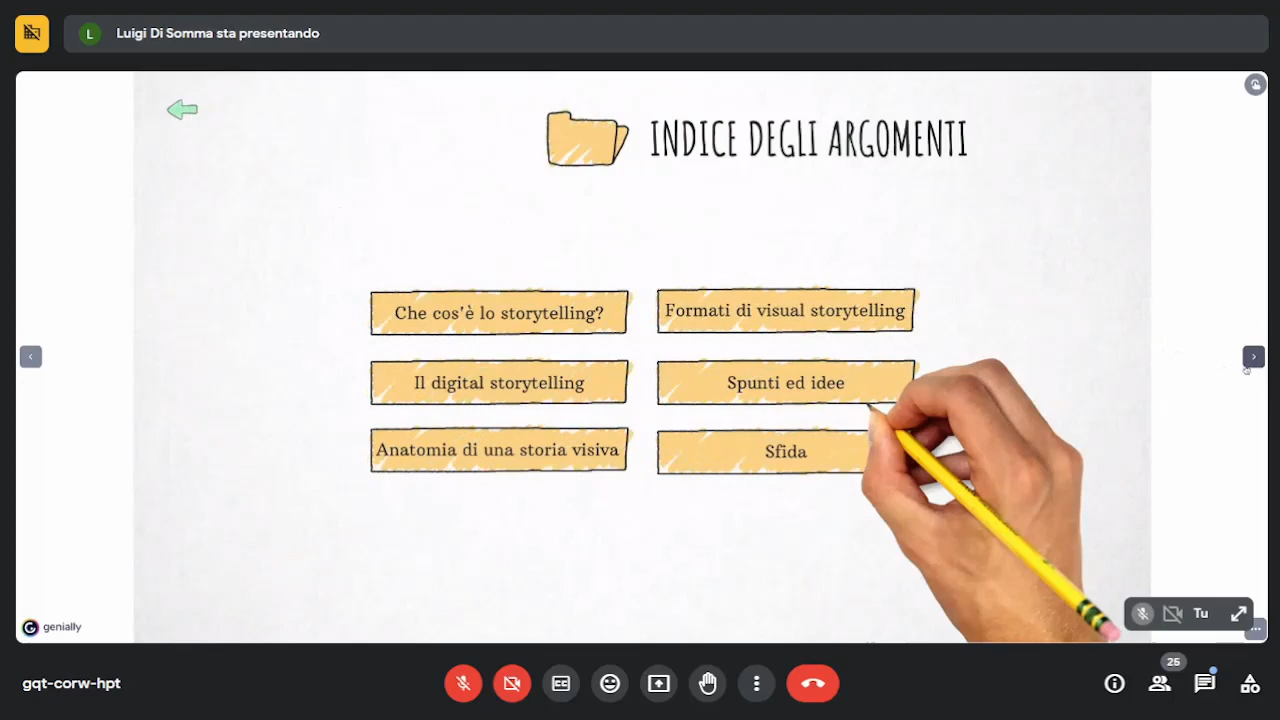 L
Luigi Di Somma sta presentando
INDICE DEGLI ARGOMENTI
Che cos'è lo storytelling?
Formati di visual storytelling
Il digital storytelling
Spunti ed idee
Anatomia di una storia visiva
Sfida
Tu
genially
25
gqt-corw-hpt